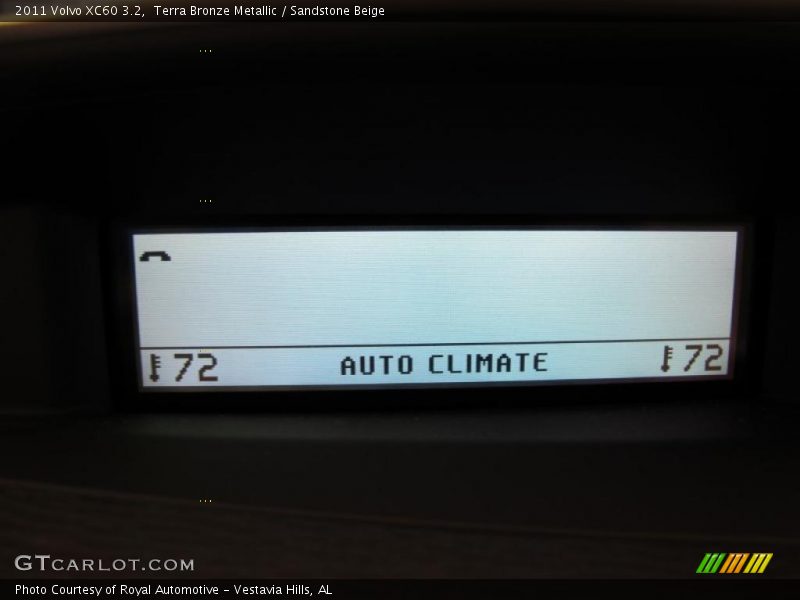 2011 Volvo XC60 3.2, Terra Bronze Metallic / Sandstone Beige
...
...
72 AUTO CLIMATE 72
...
GTCARLOT.COM
Photo Courtesy of Royal Automotive - Vestavia Hills, AL